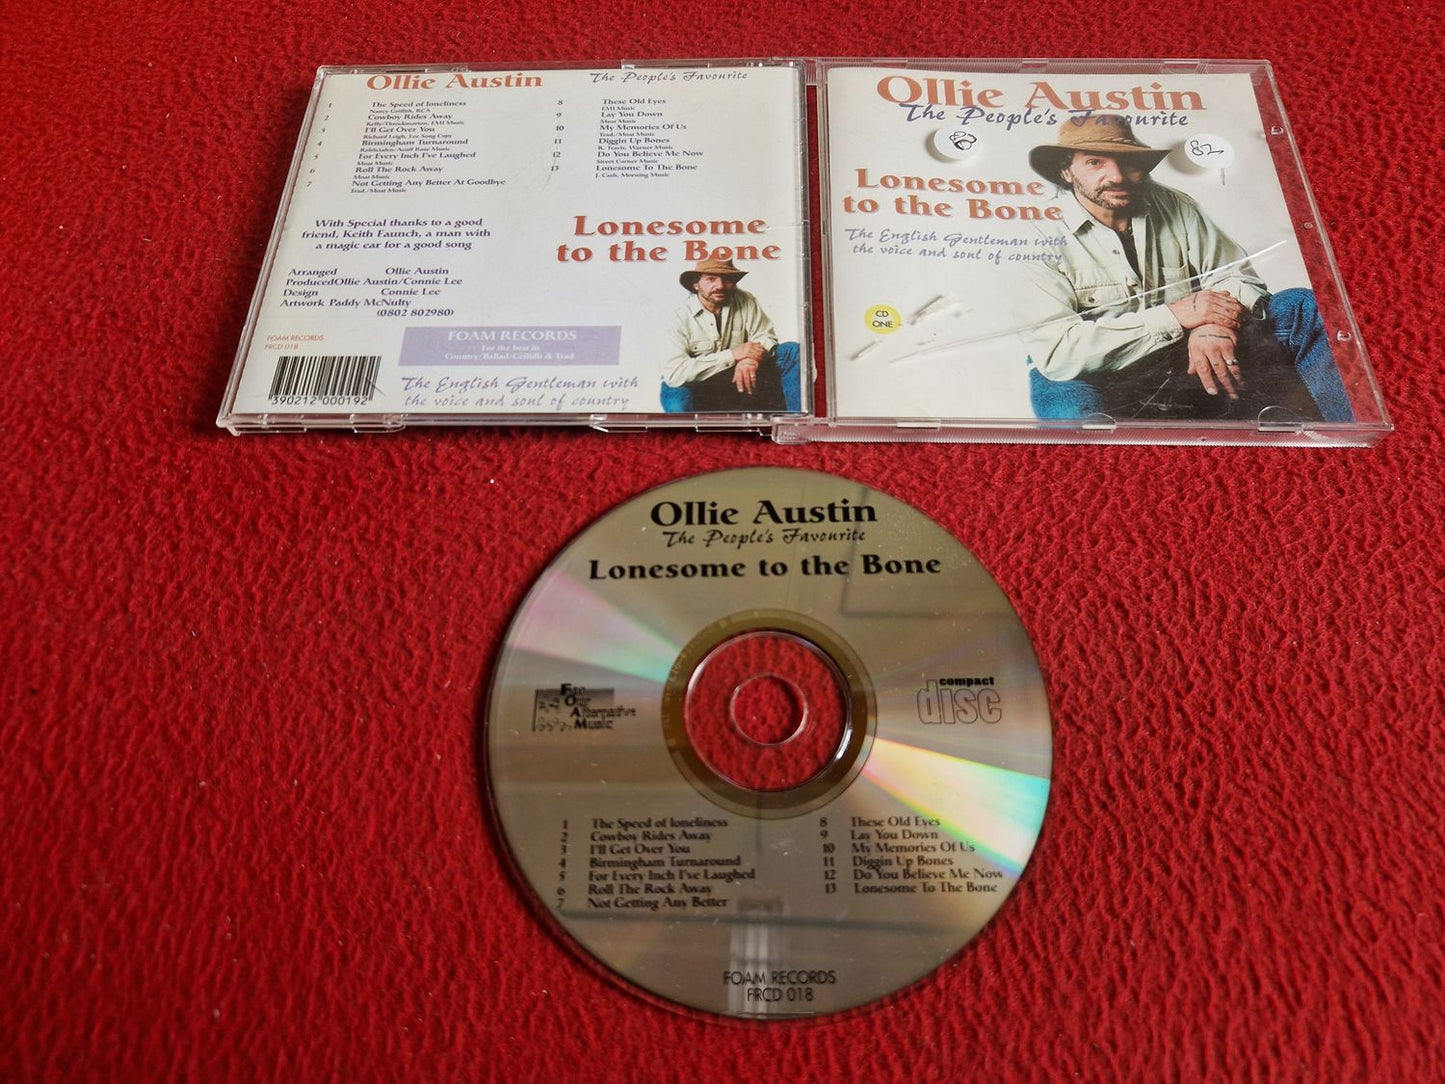 Ollie Austin
The People's Favourite
1 The Speed of loneliness
Nancy Griffith, RCA
2 Cowboy Rides Away
Kelly/Throckmorton, EMI Music
3 I'll Get Over You
Richard Leigh, Lee Song Copy
4 Birmingham Turnaround
5 For Every Inch I've Laughed
Moat Music
6 Roll The Rock Away
Moat Music
7 Not Getting Any Better At Goodbye
Trad./Moat Music
8 These Old Eyes
EMI Music
9 Lay You Down
Moat Music
10 My Memories Of Us
Trad./Moat Music
11 Diggin Up Bones
R. Travis, Warner Music
12 Do You Believe Me Now
Street Corner Music
13 Lonesome To The Bone
J. Cash, Morning Music
With Special thanks to a good
friend, Keith Faunch, a man with
a magic ear for a good song
Arranged Ollie Austin
Produced Ollie Austin/Connie Lee
Design Connie Lee
Artwork Paddy McNulty
(0802 802980)
Lonesome
to the Bone
FOAM RECORDS
FRCD 018
390212 000192
FOAM RECORDS
For the best in
Country/Ballad/Ceilidh & Trad
The English Gentleman with
the voice and soul of country
Ollie Austin
The People's Favourite
82
Lonesome
to the Bone
The English Gentleman with
the voice and soul of country
CD
ONE
Ollie Austin
The People's Favourite
Lonesome to the Bone
For
Our
Alternative
Music
compact
disc
1 The Speed of loneliness
2 Cowboy Rides Away
3 I'll Get Over You
4 Birmingham Turnaround
5 For Every Inch I've Laughed
6 Roll The Rock Away
7 Not Getting Any Better
8 These Old Eyes
9 Lay You Down
10 My Memories Of Us
11 Diggin Up Bones
12 Do You Believe Me Now
13 Lonesome To The Bone
FOAM RECORDS
FRCD 018